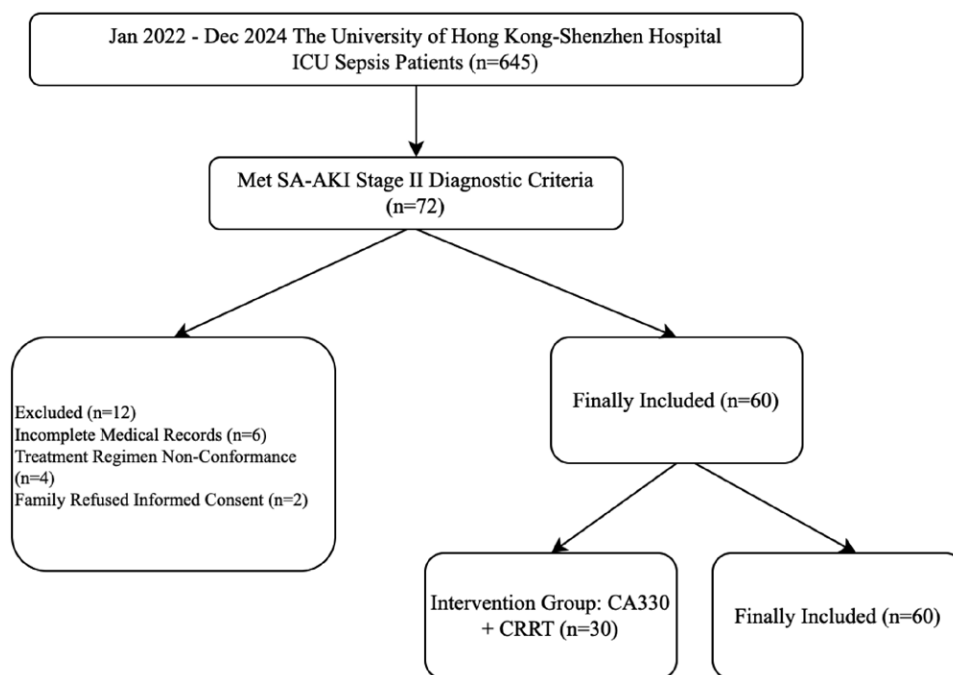 Jan 2022 - Dec 2024 The University of Hong Kong-Shenzhen Hospital
ICU Sepsis Patients (n=645)
Met SA-AKI Stage II Diagnostic Criteria
(n=72)
Excluded (n=12)
Incomplete Medical Records (n=6)
Treatment Regimen Non-Conformance
(n=4)
Family Refused Informed Consent (n=2)
Finally Included (n=60)
Intervention Group: CA330
+ CRRT (n=30)
Finally Included (n=60)